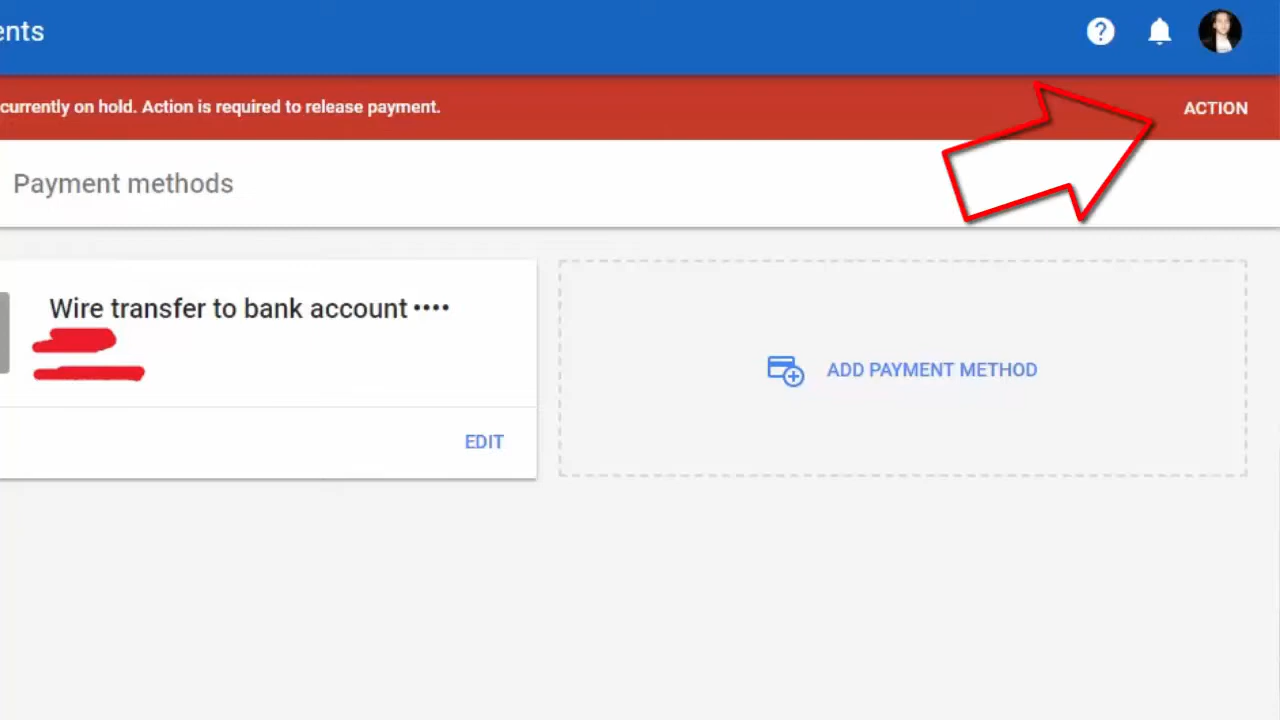 ents
currently on hold. Action is required to release payment.
ACTION
Payment methods
Wire transfer to bank account ••••
ADD PAYMENT METHOD
EDIT